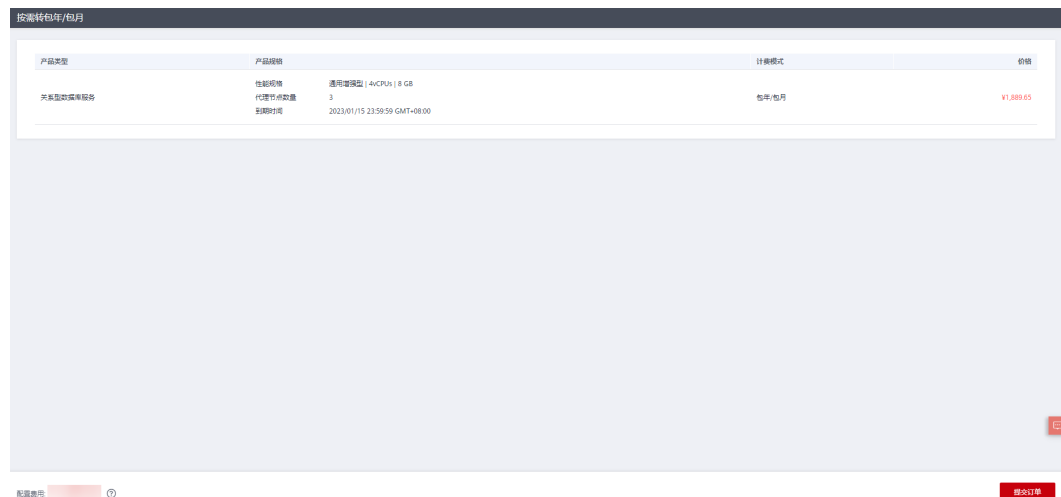 按需转包年/包月
产品类型 产品规格 计费模式 价格
关系型数据库服务 性能规格 通用增强型 | 4vCPUs | 8 GB 包年/包月 ¥1,889.65
代理节点数量 3
到期时间 2023/01/15 23:59:59 GMT+08:00
配置费用:
提交订单